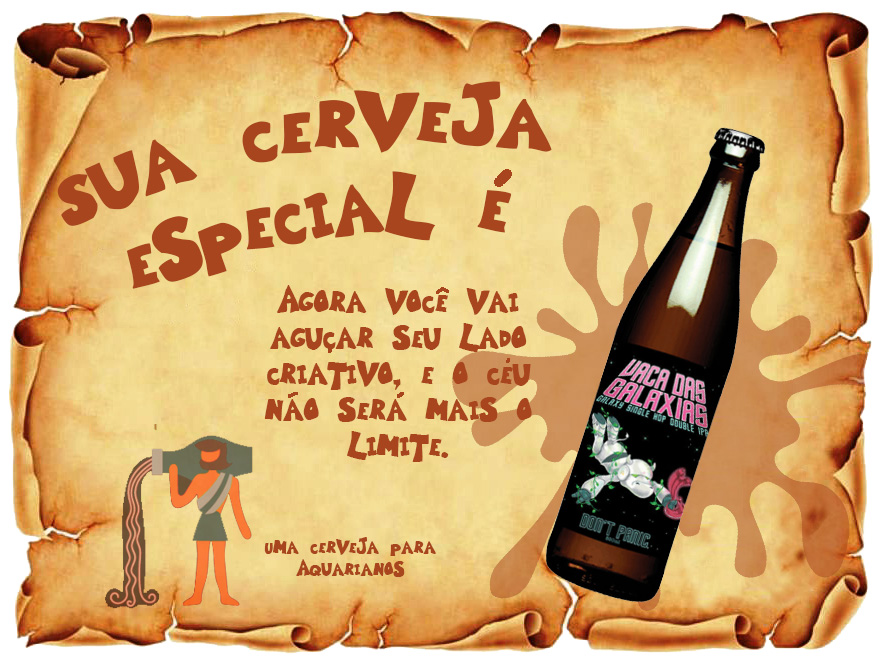 SUA CERVEJA
ESPECIAL É
AGORA VOCÊ VAI
AGUÇAR SEU LADO
CRIATIVO, E O CÉU
NÃO SERÁ MAIS O
LIMITE.
UMA CERVEJA PARA
AQUARIANOS
VACA DAS
GALAXIAS
GALAXY SINGLE HOP DOUBLE IPA
DON'T PANIC